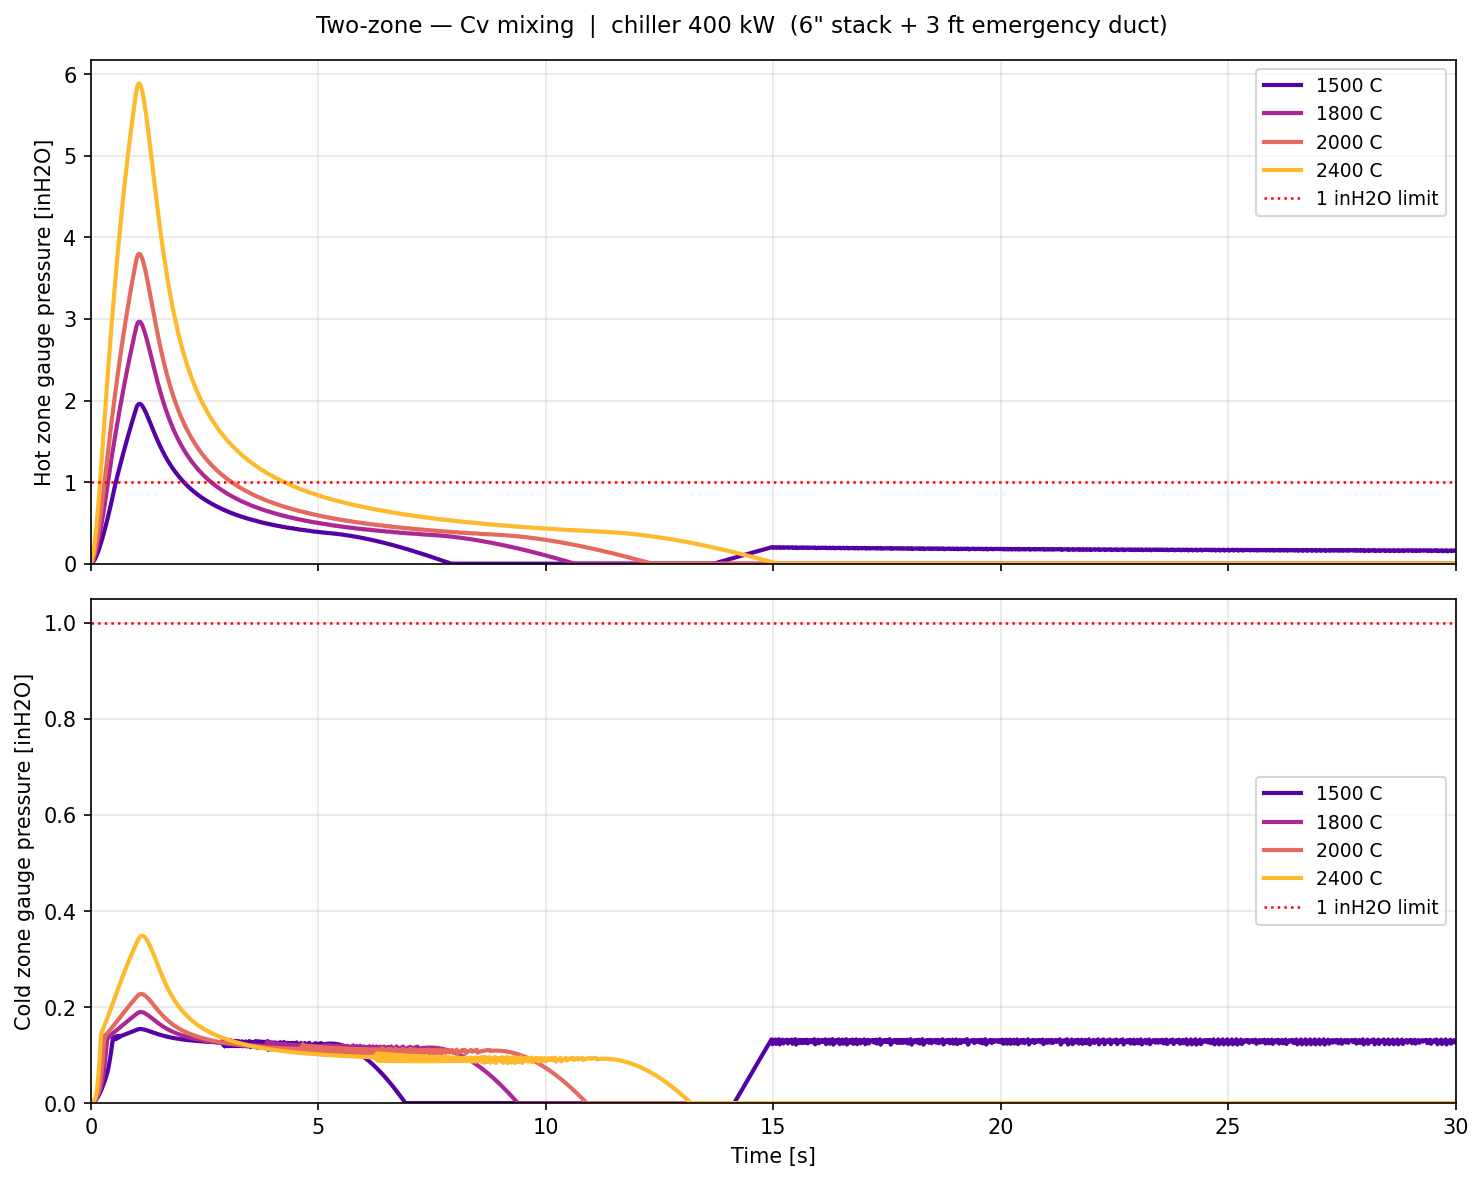 Two-zone — Cv mixing | chiller 400 kW (6" stack + 3 ft emergency duct)
Hot zone gauge pressure [inH2O]
6
5
4
3
2
1
0
1500 C
1800 C
2000 C
2400 C
1 inH2O limit
Cold zone gauge pressure [inH2O]
1.0
0.8
0.6
0.4
0.2
0.0
1500 C
1800 C
2000 C
2400 C
1 inH2O limit
0 5 10 15 20 25 30
Time [s]